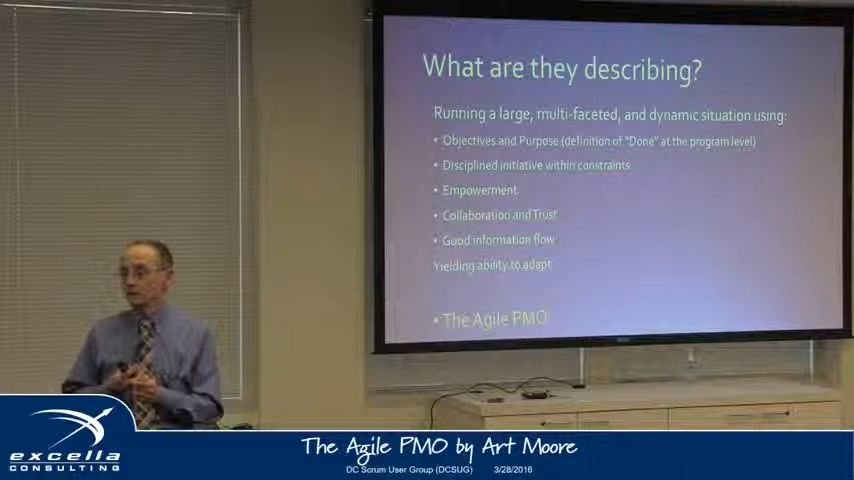 What are they describing?
Running a large, multi-faceted, and dynamic situation using:
• Objectives and Purpose (definition of "Done" at the program level)
• Disciplined initiative within constraints
• Empowerment
• Collaboration and Trust
• Good information flow
Yielding ability to adapt
• The Agile PMO
excella
CONSULTING
The Agile PMO by Art Moore
DC Scrum User Group (DCSUG) 3/28/2016